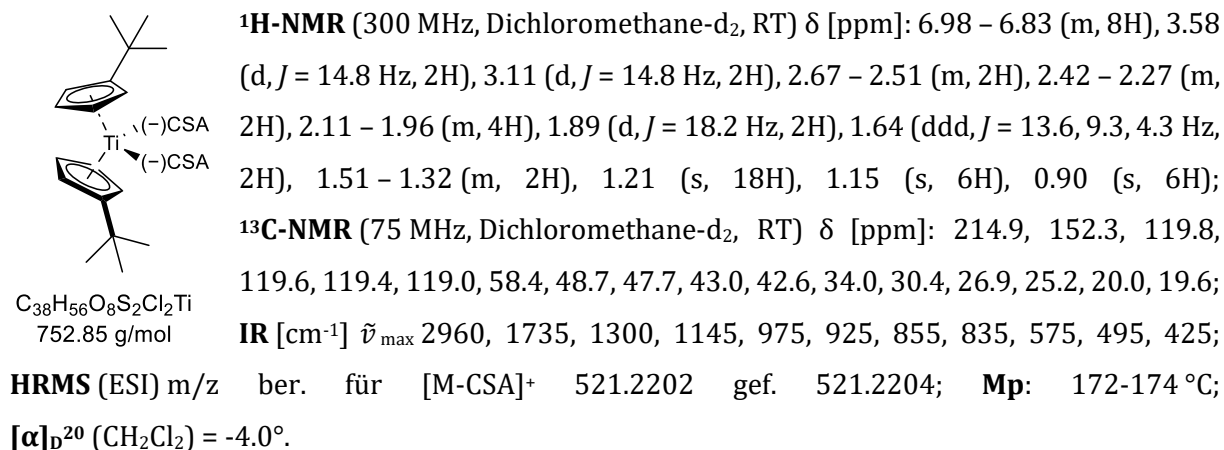 ¹H-NMR (300 MHz, Dichloromethane-d₂, RT) δ [ppm]: 6.98 – 6.83 (m, 8H), 3.58
(d, J = 14.8 Hz, 2H), 3.11 (d, J = 14.8 Hz, 2H), 2.67 – 2.51 (m, 2H), 2.42 – 2.27 (m,
2H), 2.11 – 1.96 (m, 4H), 1.89 (d, J = 18.2 Hz, 2H), 1.64 (ddd, J = 13.6, 9.3, 4.3 Hz,
2H), 1.51 – 1.32 (m, 2H), 1.21 (s, 18H), 1.15 (s, 6H), 0.90 (s, 6H);
¹³C-NMR (75 MHz, Dichloromethane-d₂, RT) δ [ppm]: 214.9, 152.3, 119.8,
119.6, 119.4, 119.0, 58.4, 48.7, 47.7, 43.0, 42.6, 34.0, 30.4, 26.9, 25.2, 20.0, 19.6;
IR [cm⁻¹] ν̃ max 2960, 1735, 1300, 1145, 975, 925, 855, 835, 575, 495, 425;
(−)CSA
Ti
(−)CSA
C₃₈H₅₆O₈S₂Cl₂Ti
752.85 g/mol
HRMS (ESI) m/z ber. für [M-CSA]⁺ 521.2202 gef. 521.2204; Mp: 172-174 °C;
[α]D²⁰ (CH₂Cl₂) = -4.0°.